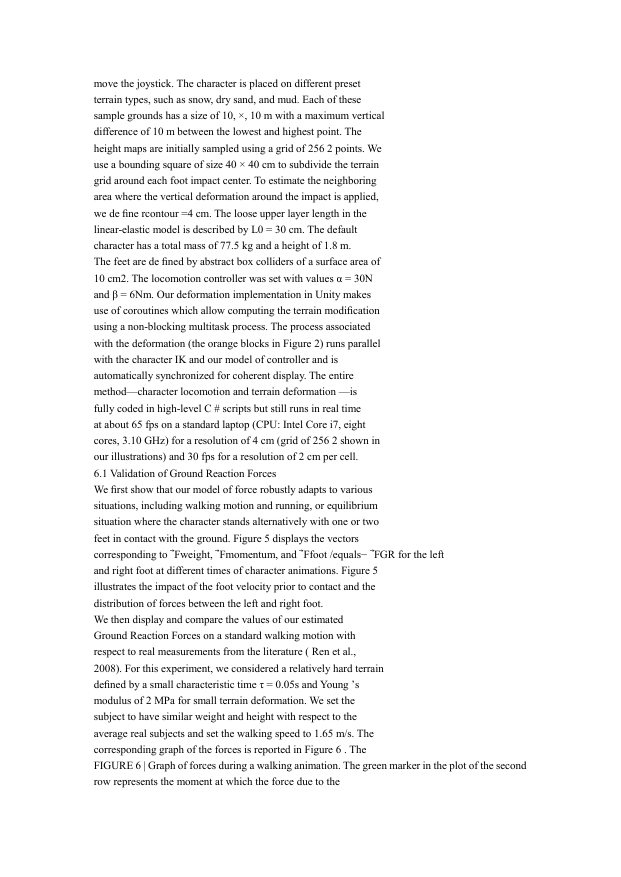 move the joystick. The character is placed on different preset
terrain types, such as snow, dry sand, and mud. Each of these
sample grounds has a size of 10, ×, 10 m with a maximum vertical
difference of 10 m between the lowest and highest point. The
height maps are initially sampled using a grid of 256 2 points. We
use a bounding square of size 40 × 40 cm to subdivide the terrain
grid around each foot impact center. To estimate the neighboring
area where the vertical deformation around the impact is applied,
we de fine rcontour =4 cm. The loose upper layer length in the
linear-elastic model is described by L0 = 30 cm. The default
character has a total mass of 77.5 kg and a height of 1.8 m.
The feet are de fined by abstract box colliders of a surface area of
10 cm2. The locomotion controller was set with values α = 30N
and β = 6Nm. Our deformation implementation in Unity makes
use of coroutines which allow computing the terrain modification
using a non-blocking multitask process. The process associated
with the deformation (the orange blocks in Figure 2) runs parallel
with the character IK and our model of controller and is
automatically synchronized for coherent display. The entire
method—character locomotion and terrain deformation —is
fully coded in high-level C # scripts but still runs in real time
at about 65 fps on a standard laptop (CPU: Intel Core i7, eight
cores, 3.10 GHz) for a resolution of 4 cm (grid of 256 2 shown in
our illustrations) and 30 fps for a resolution of 2 cm per cell.
6.1 Validation of Ground Reaction Forces
We first show that our model of force robustly adapts to various
situations, including walking motion and running, or equilibrium
situation where the character stands alternatively with one or two
feet in contact with the ground. Figure 5 displays the vectors
corresponding to ⃗Fweight, ⃗Fmomentum, and ⃗Ffoot /equals− ⃗FGR for the left
and right foot at different times of character animations. Figure 5
illustrates the impact of the foot velocity prior to contact and the
distribution of forces between the left and right foot.
We then display and compare the values of our estimated
Ground Reaction Forces on a standard walking motion with
respect to real measurements from the literature ( Ren et al.,
2008). For this experiment, we considered a relatively hard terrain
defined by a small characteristic time τ = 0.05s and Young ’s
modulus of 2 MPa for small terrain deformation. We set the
subject to have similar weight and height with respect to the
average real subjects and set the walking speed to 1.65 m/s. The
corresponding graph of the forces is reported in Figure 6 . The
FIGURE 6 | Graph of forces during a walking animation. The green marker in the plot of the second
row represents the moment at which the force due to the